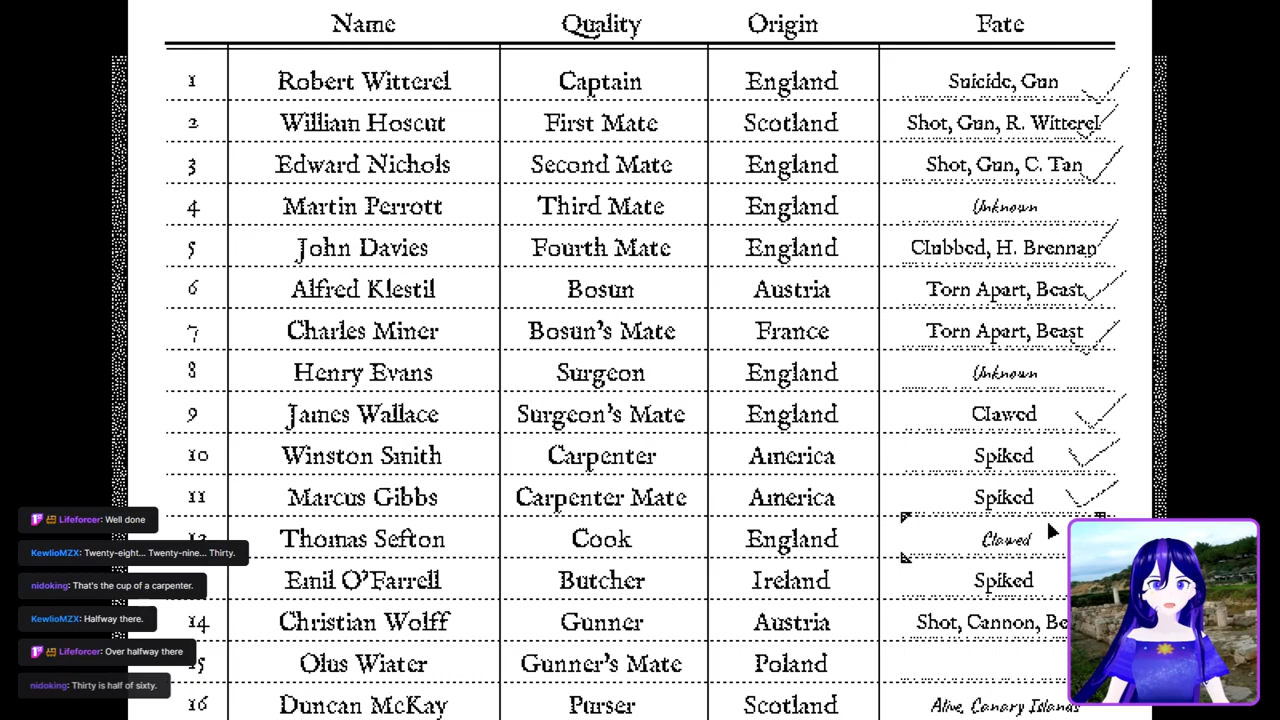 Name Quality Origin Fate
1 Robert Witterel Captain England Suicide, Gun
2 William Hoscut First Mate Scotland Shot, Gun, R. Witterel
3 Edward Nichols Second Mate England Shot, Gun, C. Tan
4 Martin Perrott Third Mate England Unknown
5 John Davies Fourth Mate England Clubbed, H. Brennan
6 Alfred Klestil Bosun Austria Torn Apart, Beast
7 Charles Miner Bosun's Mate France Torn Apart, Beast
8 Henry Evans Surgeon England Unknown
9 James Wallace Surgeon's Mate England Clawed
10 Winston Smith Carpenter America Spiked
11 Marcus Gibbs Carpenter Mate America Spiked
Lifeforcer: Well done
12 Thomas Sefton Cook England Clawed
KewlioMZX: Twenty-eight... Twenty-nine... Thirty.
Emil O'Farrell Butcher Ireland Spiked
nidoking: That's the cup of a carpenter.
14 Christian Wolff Gunner Austria Shot, Cannon,
KewlioMZX: Halfway there.
15 Olus Wiater Gunner's Mate Poland
Lifeforcer: Over halfway there
nidoking: Thirty is half of sixty.
16 Duncan McKay Purser Scotland Alive, Canary Islands